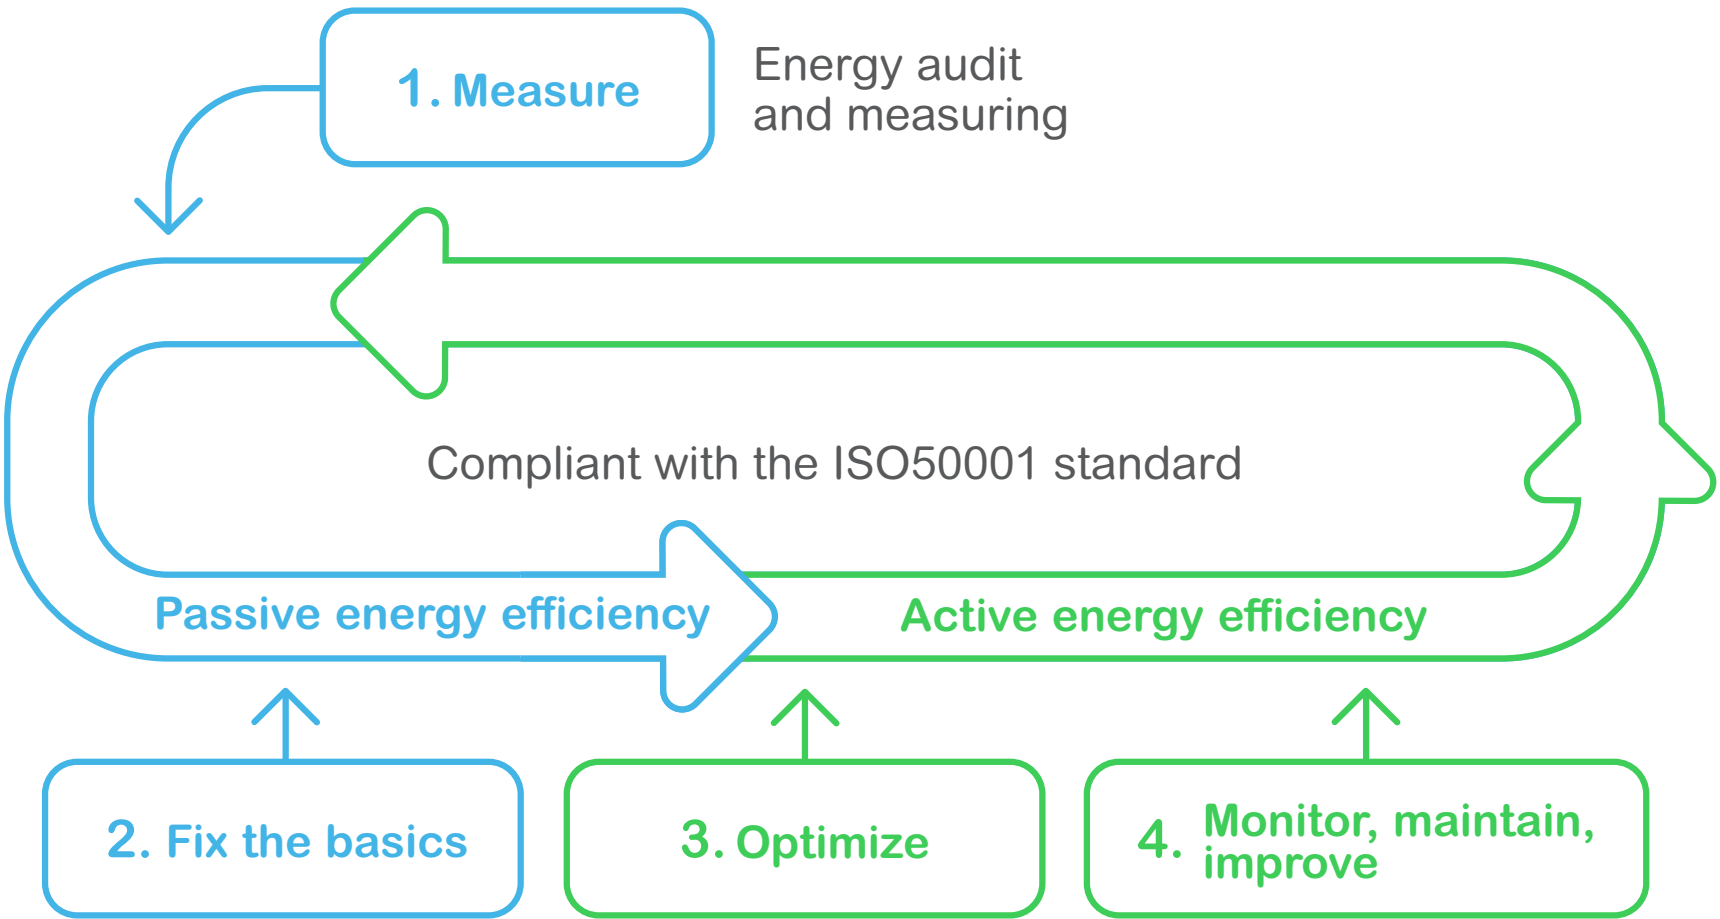 1. Measure
Energy audit
and measuring
Compliant with the ISO50001 standard
Passive energy efficiency
Active energy efficiency
2. Fix the basics
3. Optimize
4. Monitor, maintain,
improve